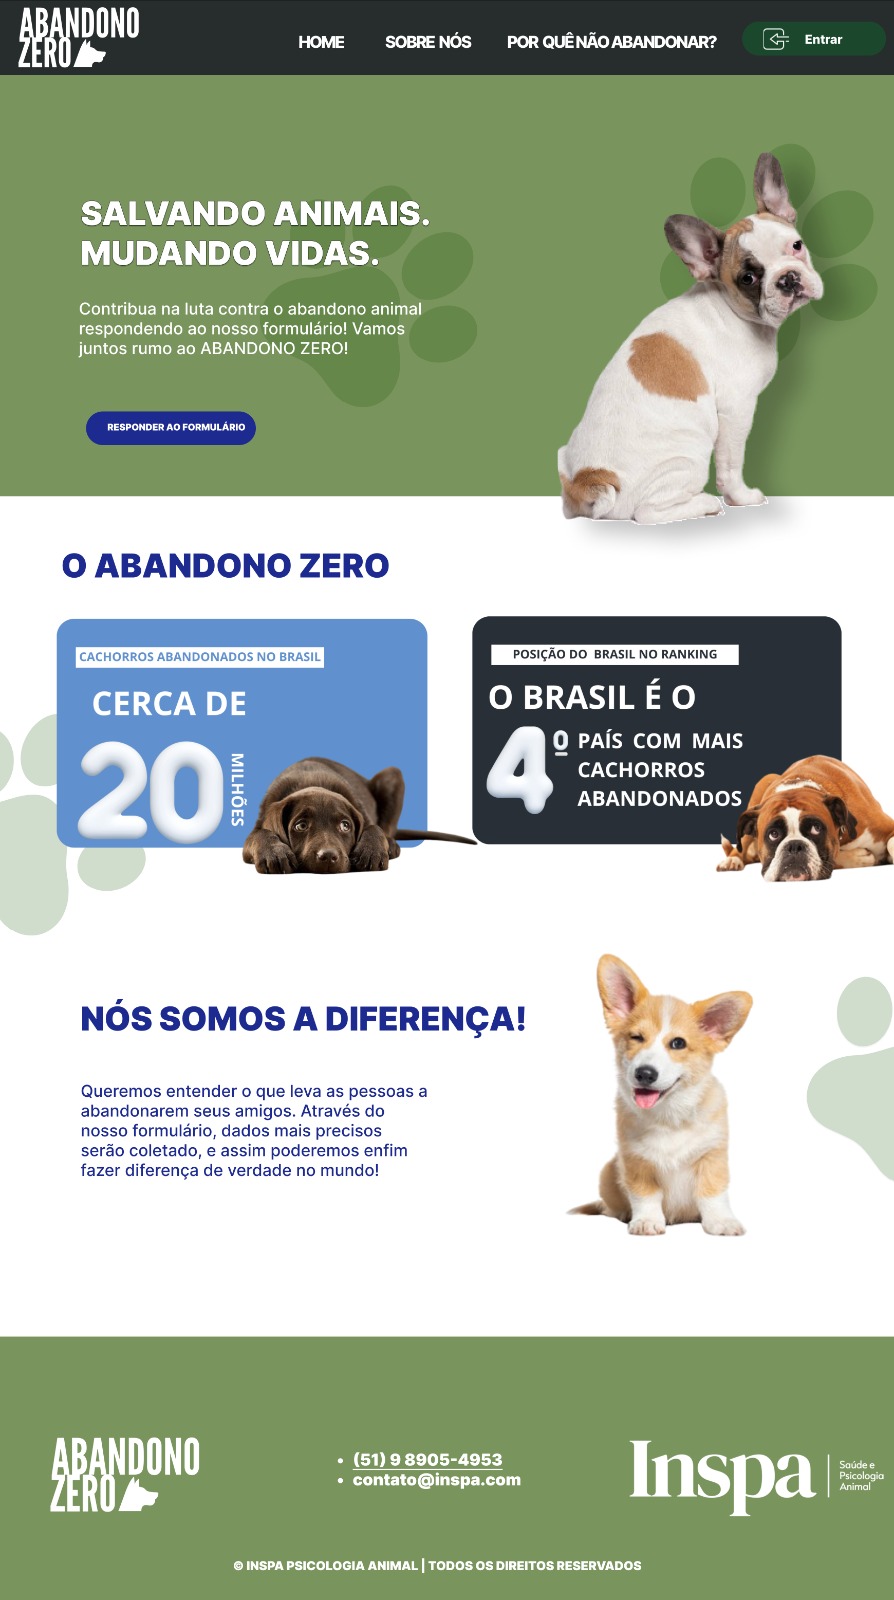 ABANDONO
ZERO
HOME
SOBRE NÓS
POR QUÊ NÃO ABANDONAR?
Entrar
SALVANDO ANIMAIS.
MUDANDO VIDAS.
Contribua na luta contra o abandono animal
respondendo ao nosso formulário! Vamos
juntos rumo ao ABANDONO ZERO!
RESPONDER AO FORMULÁRIO
O ABANDONO ZERO
CACHORROS ABANDONADOS NO BRASIL
CERCA DE
20
MILHÕES
POSIÇÃO DO BRASIL NO RANKING
O BRASIL É O
4º
PAÍS COM MAIS
CACHORROS
ABANDONADOS
NÓS SOMOS A DIFERENÇA!
Queremos entender o que leva as pessoas a
abandonarem seus amigos. Através do
nosso formulário, dados mais precisos
serão coletado, e assim poderemos enfim
fazer diferença de verdade no mundo!
ABANDONO
ZERO
• (51) 9 8905-4953
• contato@inspa.com
Inspa
Saúde e
Psicologia
Animal
© INSPA PSICOLOGIA ANIMAL | TODOS OS DIREITOS RESERVADOS